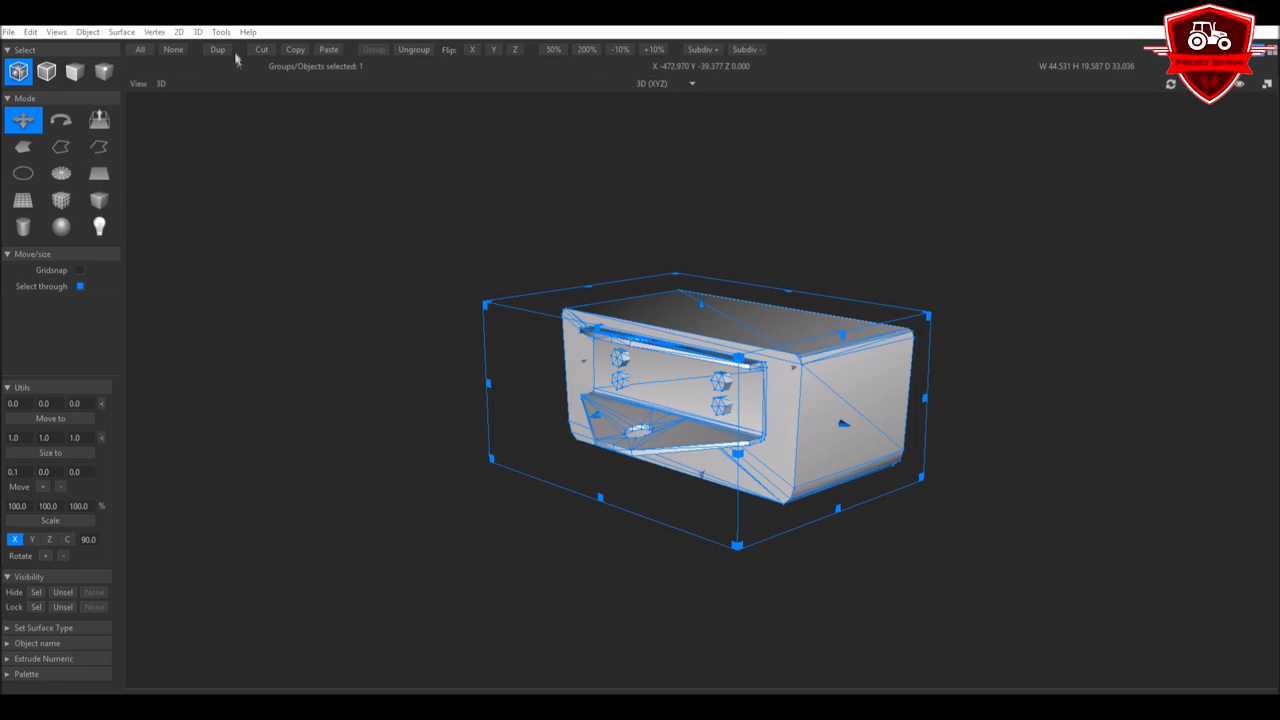 File Edit Views Object Surface Vertex 2D 3D Tools Help
Select All None Dup Cut Copy Paste Group Ungroup Flip: X Y Z 50% 200% -10% +10% Subdiv + Subdiv -
Groups/Objects selected: 1 X -472.970 Y -39.377 Z 0.000 W 44.531 H 19.587 D 33.036
View 3D 3D (XYZ)
Mode
Move/size
Gridsnap
Select through
Utils
0.0 0.0 0.0 <
Move to
1.0 1.0 1.0 <
Size to
0.1 0.0 0.0
Move + -
100.0 100.0 100.0 %
Scale
X Y Z C 90.0
Rotate + -
Visibility
Hide Sel Unsel None
Lock Sel Unsel None
Set Surface Type
Object name
Extrude Numeric
Palette